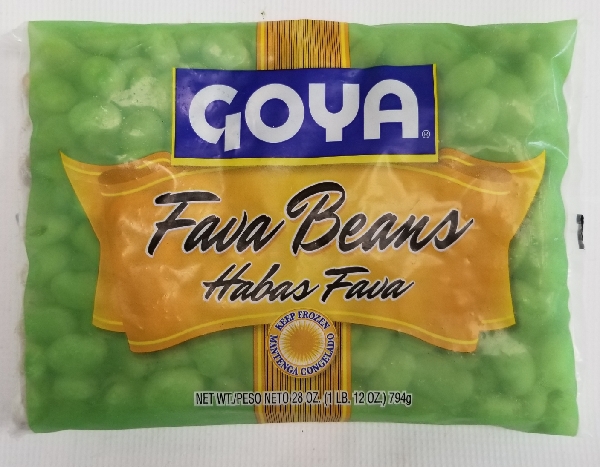 GOYA®
Fava Beans
Habas Fava
KEEP FROZEN
MANTENGA CONGELADO
NET WT./PESO NETO 28 OZ. (1 LB. 12 OZ.) 794g